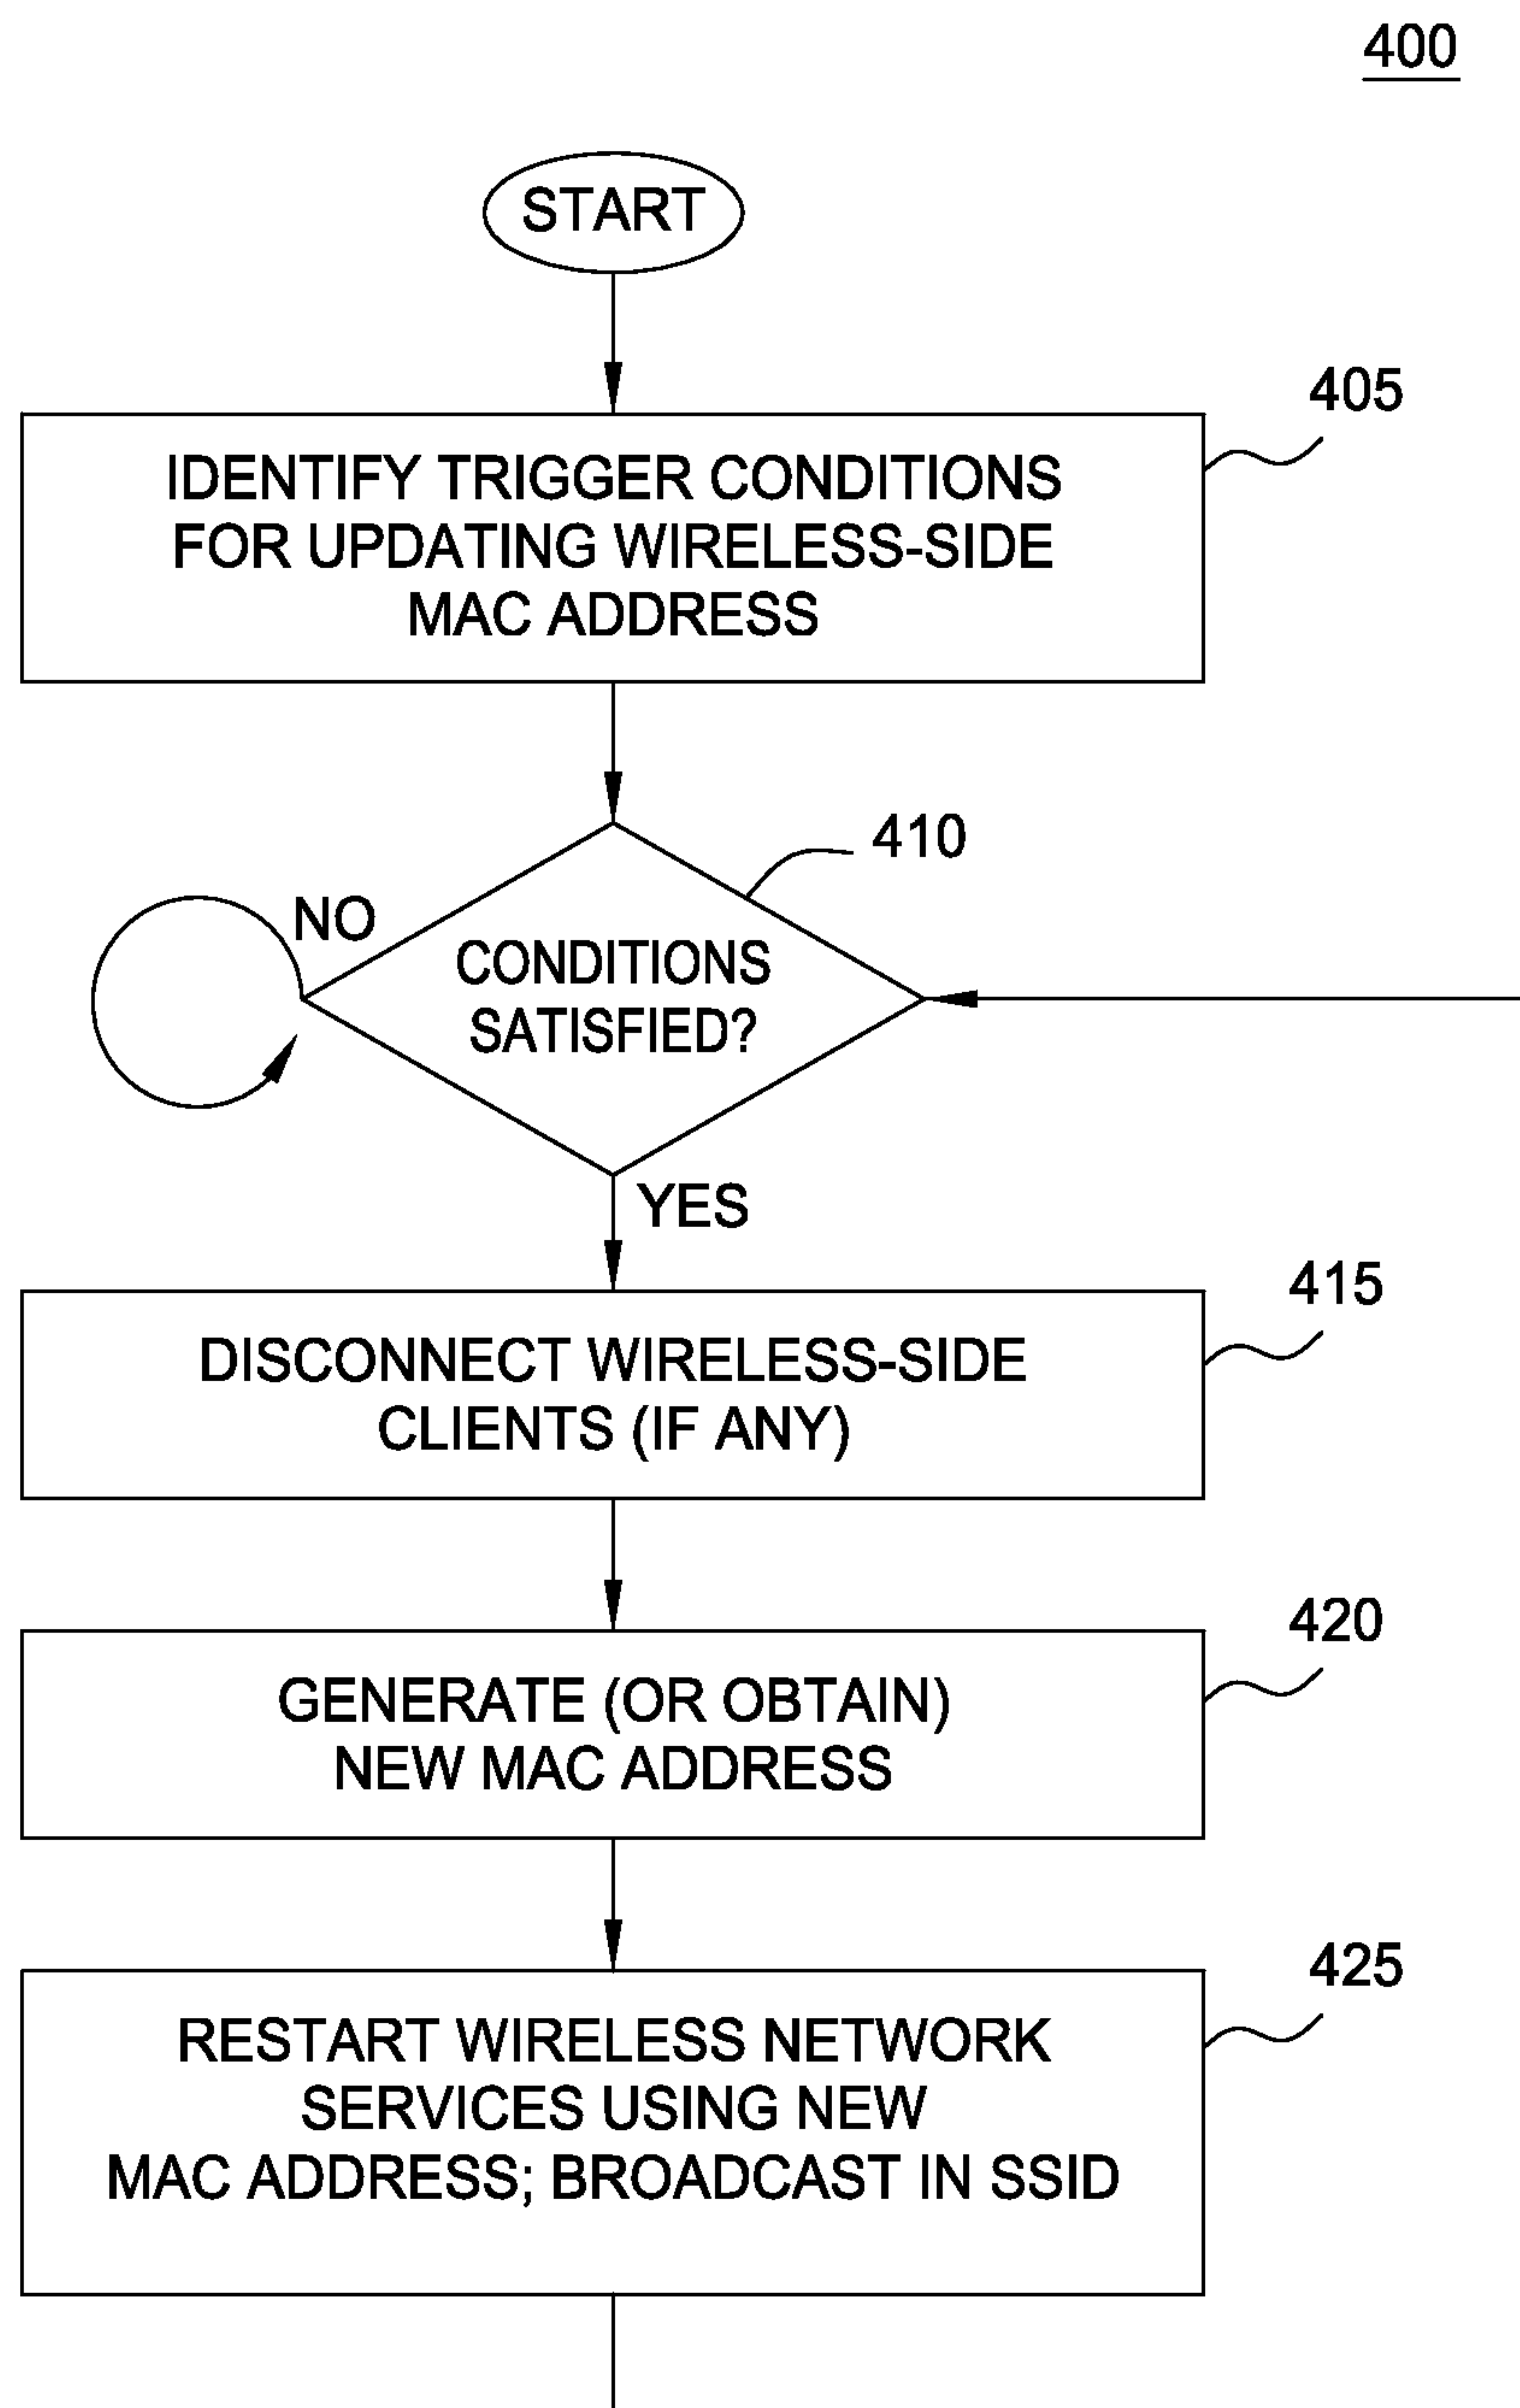 400
START
405
IDENTIFY TRIGGER CONDITIONS
FOR UPDATING WIRELESS-SIDE
MAC ADDRESS
410
NO
CONDITIONS
SATISFIED?
YES
415
DISCONNECT WIRELESS-SIDE
CLIENTS (IF ANY)
420
GENERATE (OR OBTAIN)
NEW MAC ADDRESS
425
RESTART WIRELESS NETWORK
SERVICES USING NEW
MAC ADDRESS; BROADCAST IN SSID